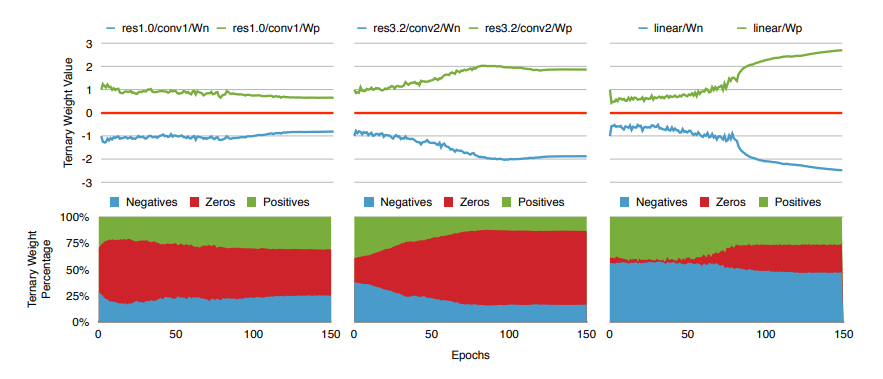 res1.0/conv1/Wn res1.0/conv1/Wp res3.2/conv2/Wn res3.2/conv2/Wp linear/Wn linear/Wp
Ternary Weight Value
3
2
1
0
-1
-2
-3
Negatives Zeros Positives Negatives Zeros Positives Negatives Zeros Positives
Ternary Weight
Percentage
100%
75%
50%
25%
0%
0 50 100 150 0 50 100 150 0 50 100 150
Epochs